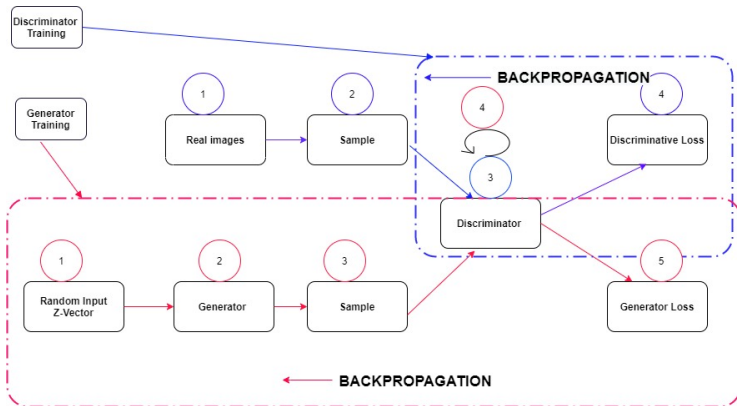 Discriminator
Training
BACKPROPAGATION
1
2
4
4
Generator
Training
Real images
Sample
Discriminative Loss
3
Discriminator
1
2
3
5
Random Input
Z-Vector
Generator
Sample
Generator Loss
BACKPROPAGATION